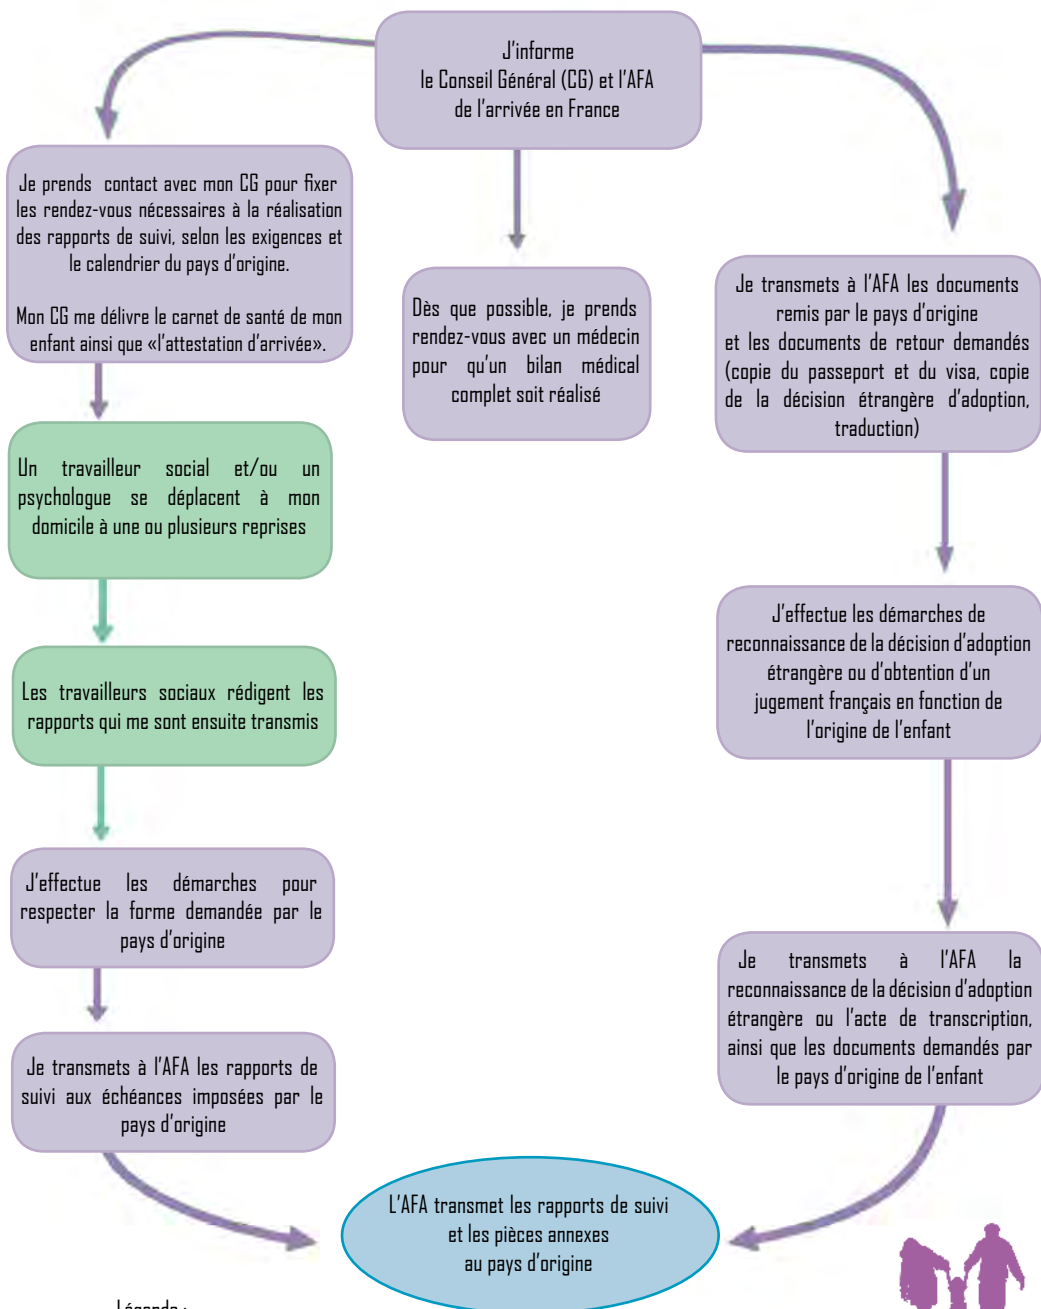 J'informe
le Conseil Général (CG) et l'AFA
de l'arrivée en France
Je prends contact avec mon CG pour fixer
les rendez-vous nécessaires à la réalisation
des rapports de suivi, selon les exigences et
le calendrier du pays d'origine.
Mon CG me délivre le carnet de santé de mon
enfant ainsi que «l'attestation d'arrivée».
Dès que possible, je prends
rendez-vous avec un médecin
pour qu'un bilan médical
complet soit réalisé
Je transmets à l'AFA les documents
remis par le pays d'origine
et les documents de retour demandés
(copie du passeport et du visa, copie
de la décision étrangère d'adoption,
traduction)
Un travailleur social et/ou un
psychologue se déplacent à mon
domicile à une ou plusieurs reprises
J'effectue les démarches de
reconnaissance de la décision d'adoption
étrangère ou d'obtention d'un
jugement français en fonction de
l'origine de l'enfant
Les travailleurs sociaux rédigent les
rapports qui me sont ensuite transmis
J'effectue les démarches pour
respecter la forme demandée par le
pays d'origine
Je transmets à l'AFA la
reconnaissance de la décision d'adoption
étrangère ou l'acte de transcription,
ainsi que les documents demandés par
le pays d'origine de l'enfant
Je transmets à l'AFA les rapports de
suivi aux échéances imposées par le
pays d'origine
L'AFA transmet les rapports de suivi
et les pièces annexes
au pays d'origine
Légende :